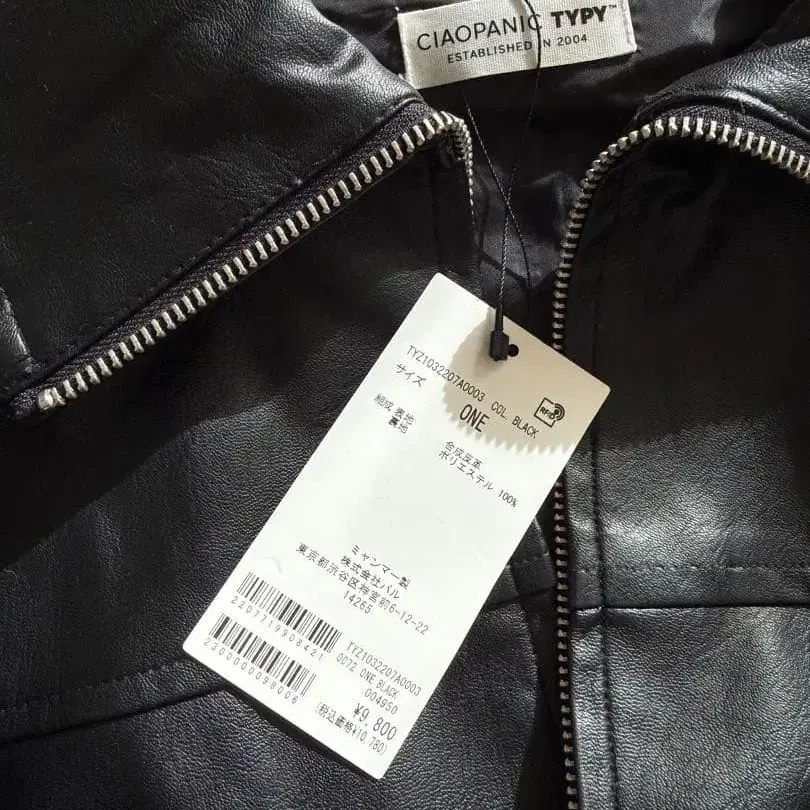 CIAOPANIC TYPY™
ESTABLISHED IN 2004
TYZ1032207A0003 COL. BLACK
サイズ ONE
RFID
組成 表地 合成皮革
裏地 ポリエステル 100%
ミャンマー製
株式会社パル
東京都渋谷区神宮前6-12-22
14265
2207719908421
2300000098006
TYZ1032207A0003
0072 ONE BLACK
004950
¥9,800
(税込価格¥10,780)